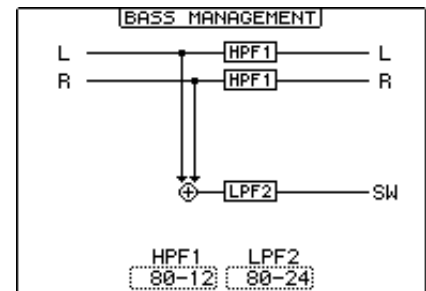 BASS MANAGEMENT
L HPF1 L
R HPF1 R
LPF2 SW
HPF1 LPF2
80-12 80-24